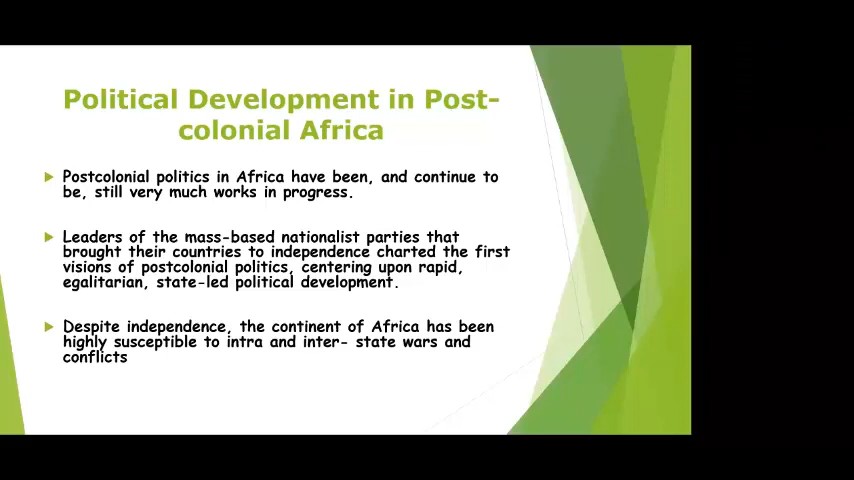 Political Development in Post-
colonial Africa
Postcolonial politics in Africa have been, and continue to
be, still very much works in progress.
Leaders of the mass-based nationalist parties that
brought their countries to independence charted the first
visions of postcolonial politics, centering upon rapid,
egalitarian, state-led political development.
Despite independence, the continent of Africa has been
highly susceptible to intra and inter- state wars and
conflicts